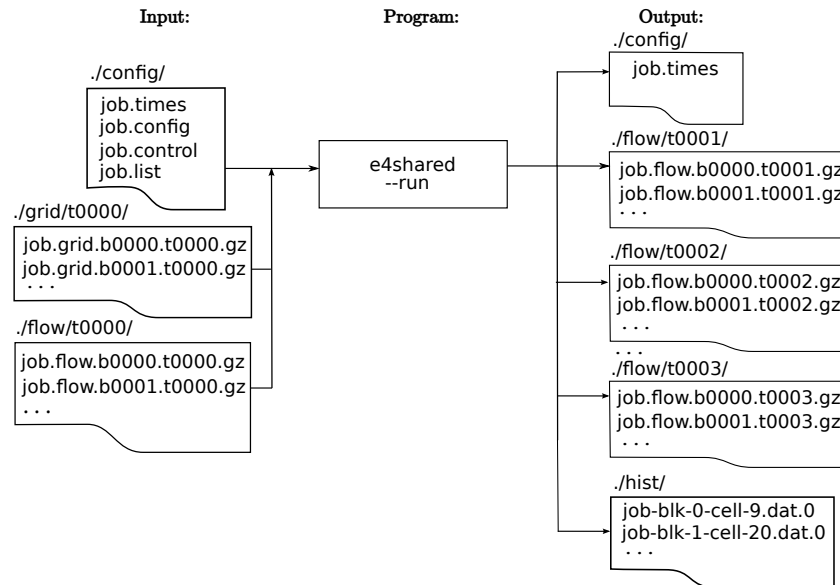 Input:
./config/
job.times
job.config
job.control
job.list
./grid/t0000/
job.grid.b0000.t0000.gz
job.grid.b0001.t0000.gz
...
./flow/t0000/
job.flow.b0000.t0000.gz
job.flow.b0001.t0000.gz
...
Program:
e4shared
--run
Output:
./config/
job.times
./flow/t0001/
job.flow.b0000.t0001.gz
job.flow.b0001.t0001.gz
...
./flow/t0002/
job.flow.b0000.t0002.gz
job.flow.b0001.t0002.gz
...
...
./flow/t0003/
job.flow.b0000.t0003.gz
job.flow.b0001.t0003.gz
...
./hist/
job-blk-0-cell-9.dat.0
job-blk-1-cell-20.dat.0
...